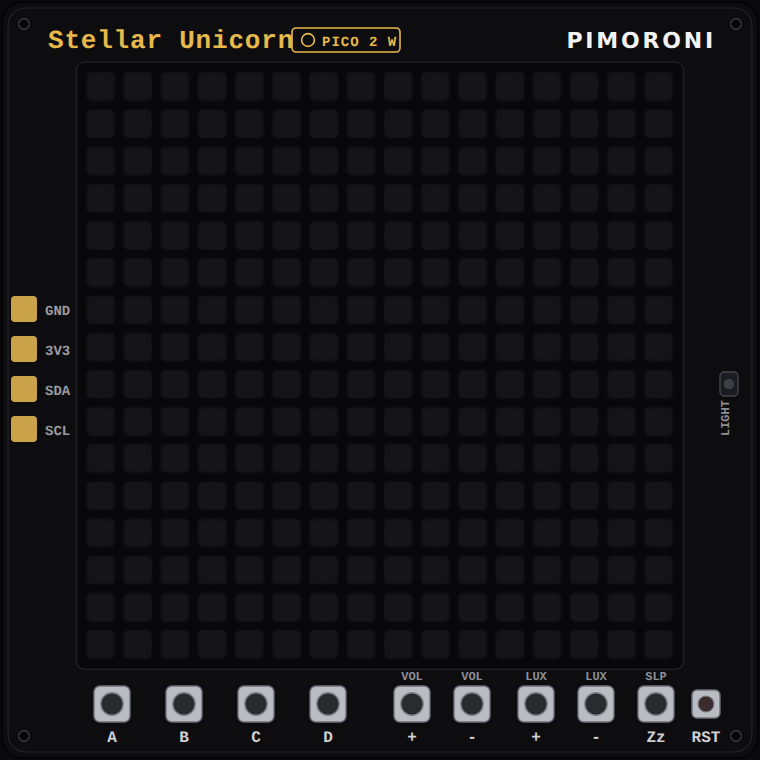 Stellar Unicorn PICO 2 W PIMORONI
GND
3V3
SDA
SCL
LIGHT
VOL VOL LUX LUX SLP
A B C D + - + - Zz RST